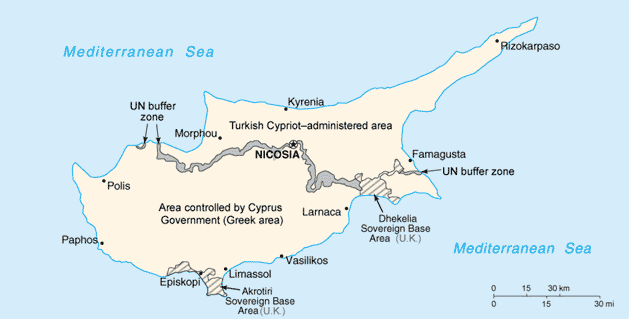 Mediterranean Sea
Rizokarpaso
UN buffer
zone
Kyrenia
Morphou
Turkish Cypriot–administered area
NICOSIA
Famagusta
UN buffer zone
Polis
Area controlled by Cyprus
Government (Greek area)
Larnaca
Dhekelia
Sovereign Base
Area (U.K.)
Paphos
Mediterranean Sea
Vasilikos
Limassol
Episkopi
Akrotiri
Sovereign Base
Area (U.K.)
0 15 30 km
0 15 30 mi